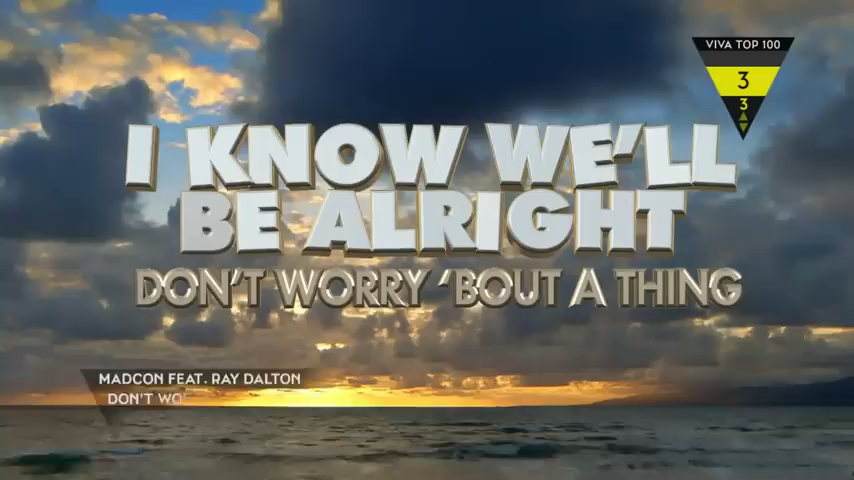 VIVA TOP 100
3
3
I KNOW WE'LL
BE ALRIGHT
DON'T WORRY 'BOUT A THING
MADCON FEAT. RAY DALTON
DON'T WO